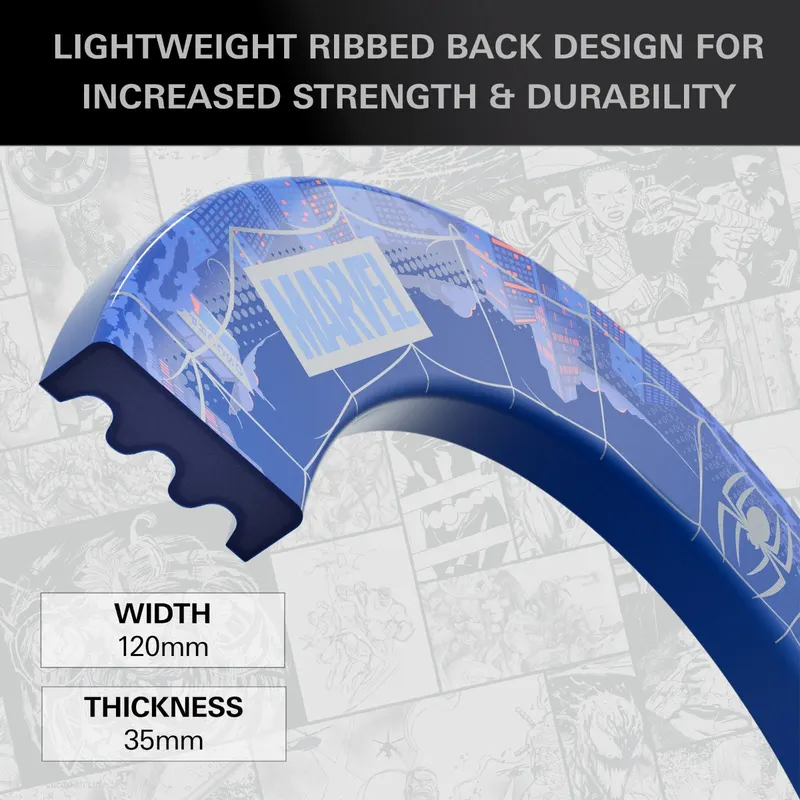 LIGHTWEIGHT RIBBED BACK DESIGN FOR
INCREASED STRENGTH & DURABILITY
MARVEL
WIDTH
120mm
THICKNESS
35mm